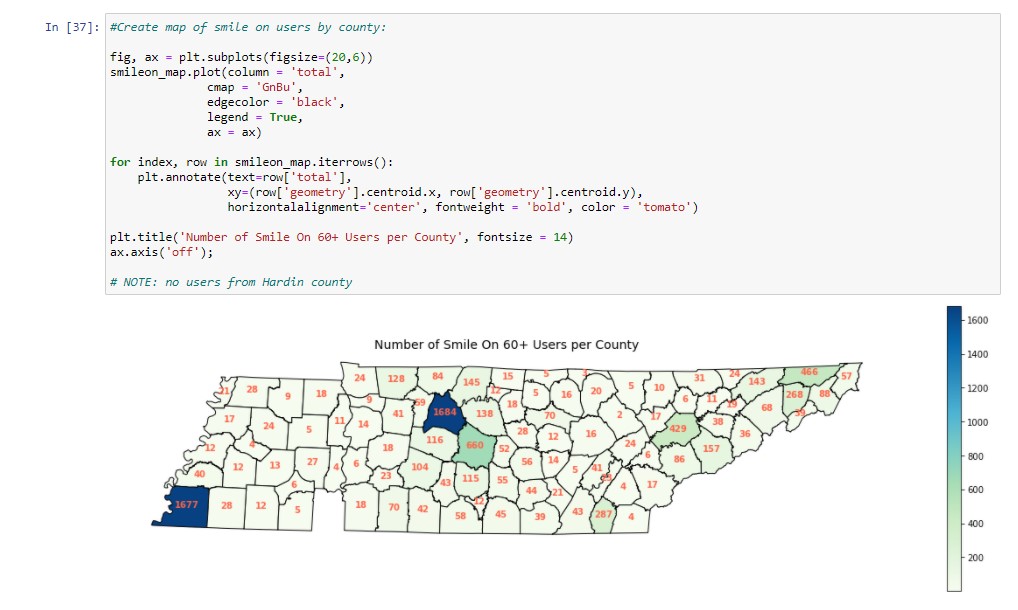 In [37]: #Create map of smile on users by county:
fig, ax = plt.subplots(figsize=(20,6))
smileon_map.plot(column = 'total',
cmap = 'GnBu',
edgecolor = 'black',
legend = True,
ax = ax)
for index, row in smileon_map.iterrows():
plt.annotate(text=row['total'],
xy=(row['geometry'].centroid.x, row['geometry'].centroid.y),
horizontalalignment='center', fontweight = 'bold', color = 'tomato')
plt.title('Number of Smile On 60+ Users per County', fontsize = 14)
ax.axis('off');
# NOTE: no users from Hardin county
Number of Smile On 60+ Users per County
24 128 84 145 15 5 5 10 31 24 143 466 57
21 28 9 18 9 59 12 5 16 20 6 11 19 268 88
17 24 5 11 14 41 1684 138 18 70 2 17 429 38 68 39
12 4 18 116 660 52 28 12 16 24 157 36
40 12 13 27 4 6 23 104 56 14 5 41 6 86
1677 28 12 6 5 43 115 55 44 21 4 17
18 70 42 58 12 45 39 43 287 4
1600
1400
1200
1000
800
600
400
200